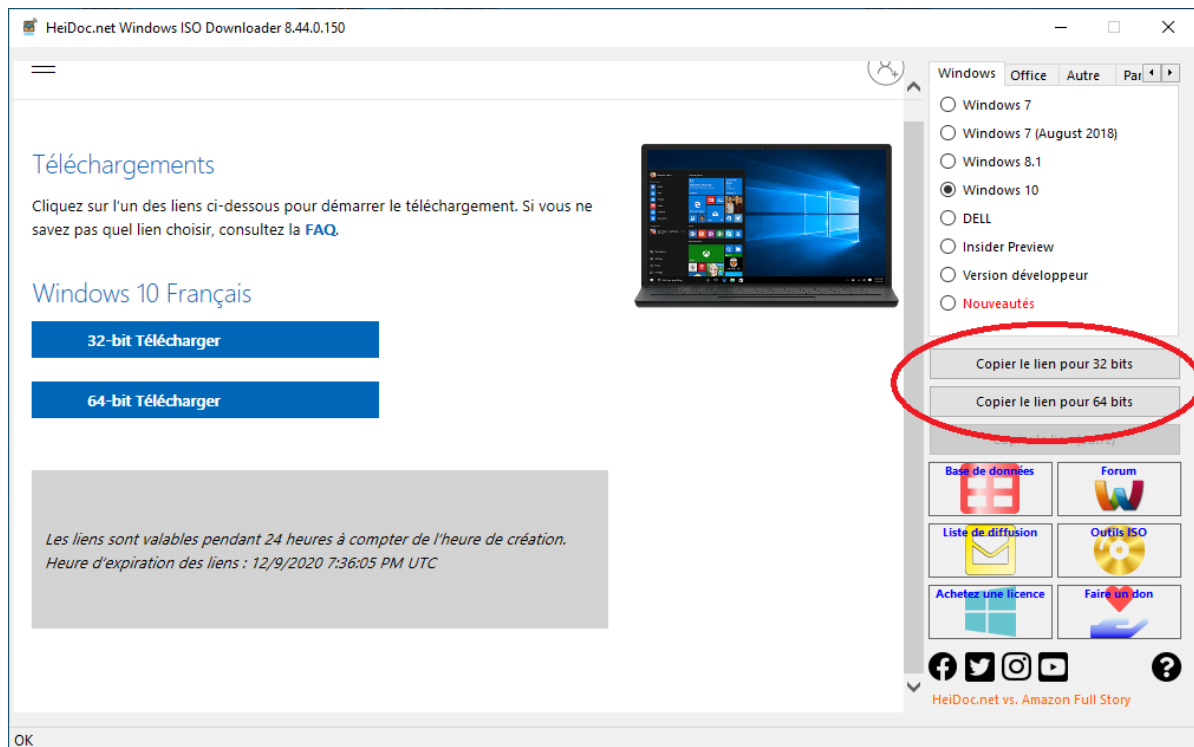 HeiDoc.net Windows ISO Downloader 8.44.0.150
Téléchargements
Cliquez sur l'un des liens ci-dessous pour démarrer le téléchargement. Si vous ne
savez pas quel lien choisir, consultez la FAQ.
Windows 10 Français
32-bit Télécharger
64-bit Télécharger
Les liens sont valables pendant 24 heures à compter de l'heure de création.
Heure d'expiration des liens : 12/9/2020 7:36:05 PM UTC
Windows Office Autre Par
Windows 7
Windows 7 (August 2018)
Windows 8.1
Windows 10
DELL
Insider Preview
Version développeur
Nouveautés
Copier le lien pour 32 bits
Copier le lien pour 64 bits
Base de données Forum
Liste de diffusion Outils ISO
Achetez une licence Faire un don
HeiDoc.net vs. Amazon Full Story
OK